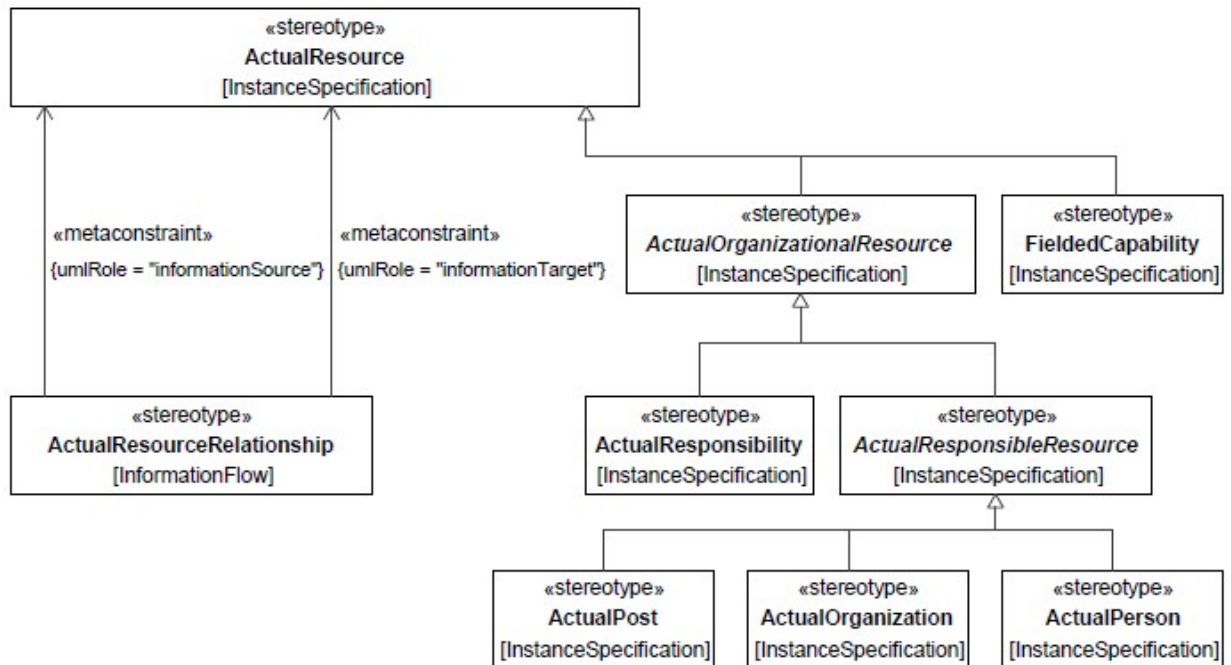 «stereotype»
ActualResource
[InstanceSpecification]
«metaconstraint»
{umlRole = "informationSource"}
«metaconstraint»
{umlRole = "informationTarget"}
«stereotype»
ActualOrganizationalResource
[InstanceSpecification]
«stereotype»
FieldedCapability
[InstanceSpecification]
«stereotype»
ActualResourceRelationship
[InformationFlow]
«stereotype»
ActualResponsibility
[InstanceSpecification]
«stereotype»
ActualResponsibleResource
[InstanceSpecification]
«stereotype»
ActualPost
[InstanceSpecification]
«stereotype»
ActualOrganization
[InstanceSpecification]
«stereotype»
ActualPerson
[InstanceSpecification]